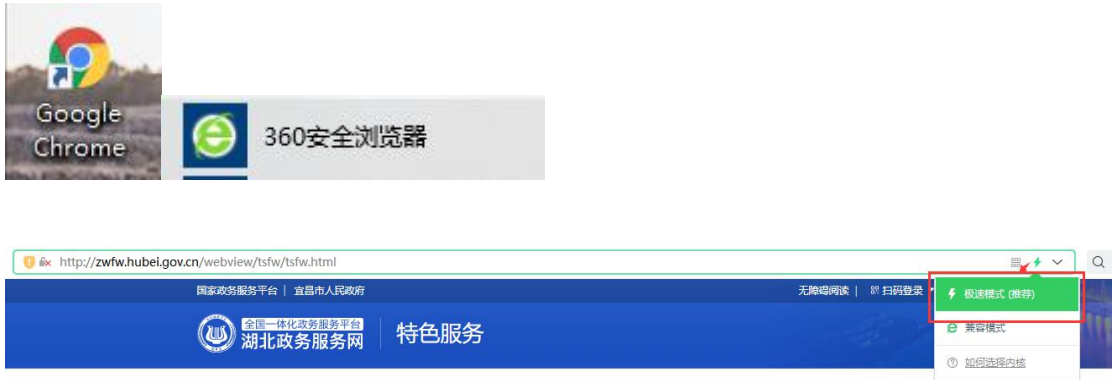 Google
Chrome
360安全浏览器
http://zwfw.hubei.gov.cn/webview/tsfw/tsfw.html
国家政务服务平台 | 宜昌市人民政府
无障碍阅读 | 扫码登录
极速模式 (推荐)
全国一体化政务服务平台
湖北政务服务网
特色服务
兼容模式
如何选择内核